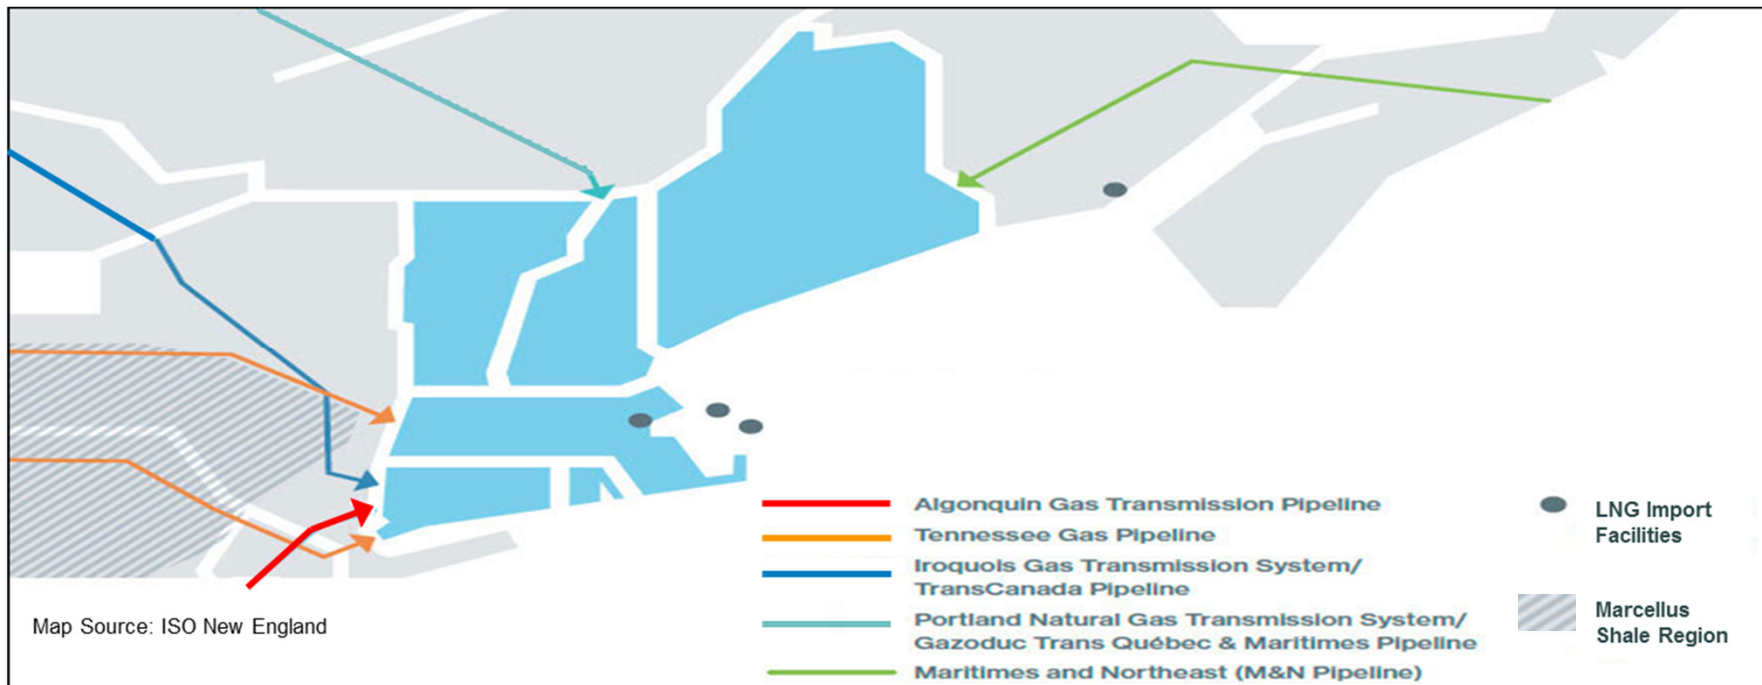 Algonquin Gas Transmission Pipeline
Tennessee Gas Pipeline
Iroquois Gas Transmission System/
TransCanada Pipeline
Portland Natural Gas Transmission System/
Gazoduc Trans Québec & Maritimes Pipeline
Maritimes and Northeast (M&N Pipeline)
LNG Import
Facilities
Marcellus
Shale Region
Map Source: ISO New England